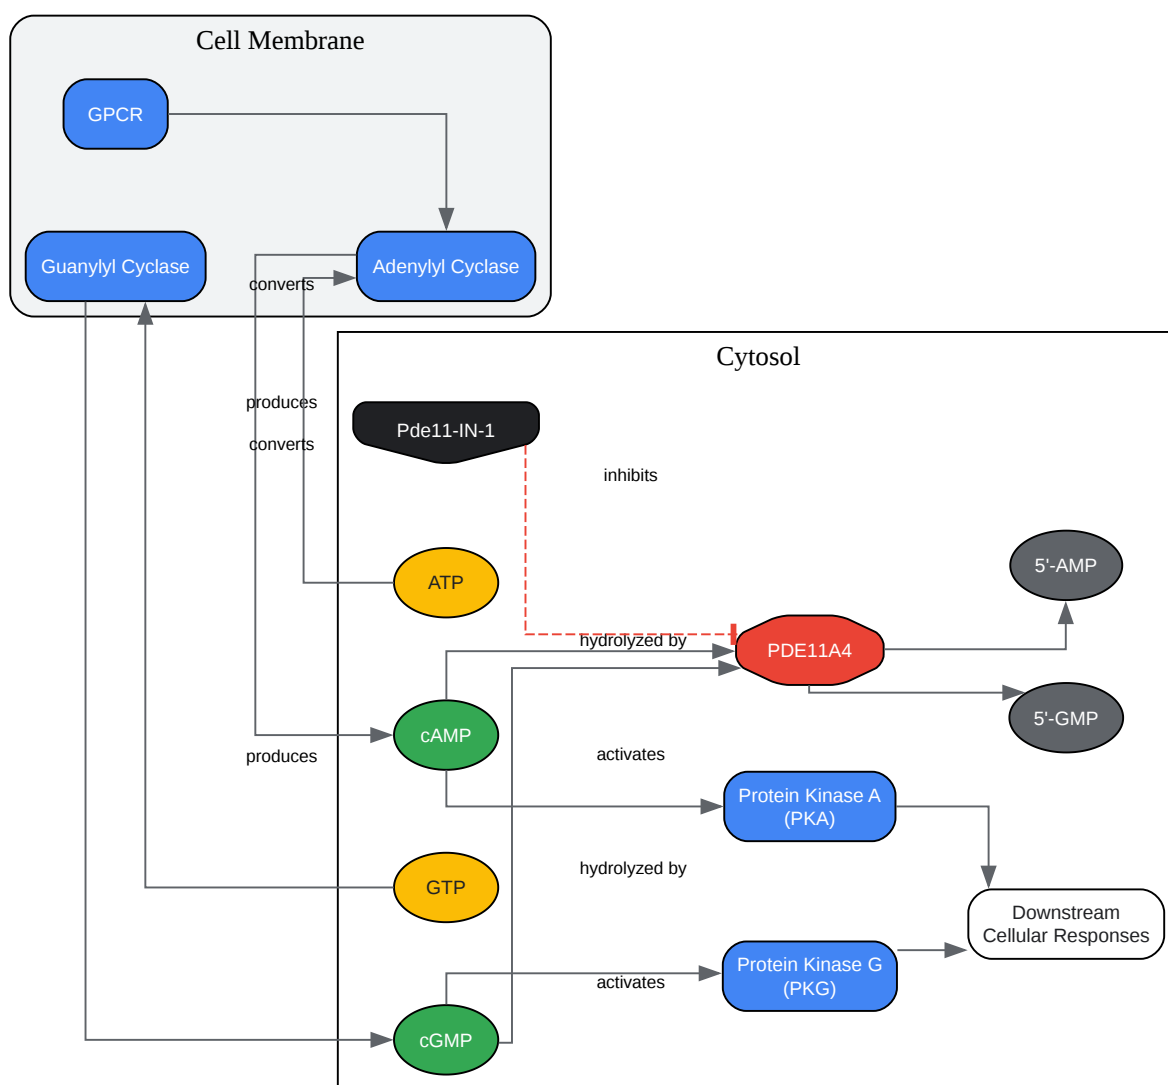 Cell Membrane
GPCR
Guanylyl Cyclase
Adenylyl Cyclase
converts
Cytosol
produces
Pde11-IN-1
converts
inhibits
ATP
5'-AMP
hydrolyzed by
PDE11A4
5'-GMP
cAMP
produces
activates
Protein Kinase A
(PKA)
hydrolyzed by
GTP
Downstream
Cellular Responses
Protein Kinase G
(PKG)
activates
cGMP